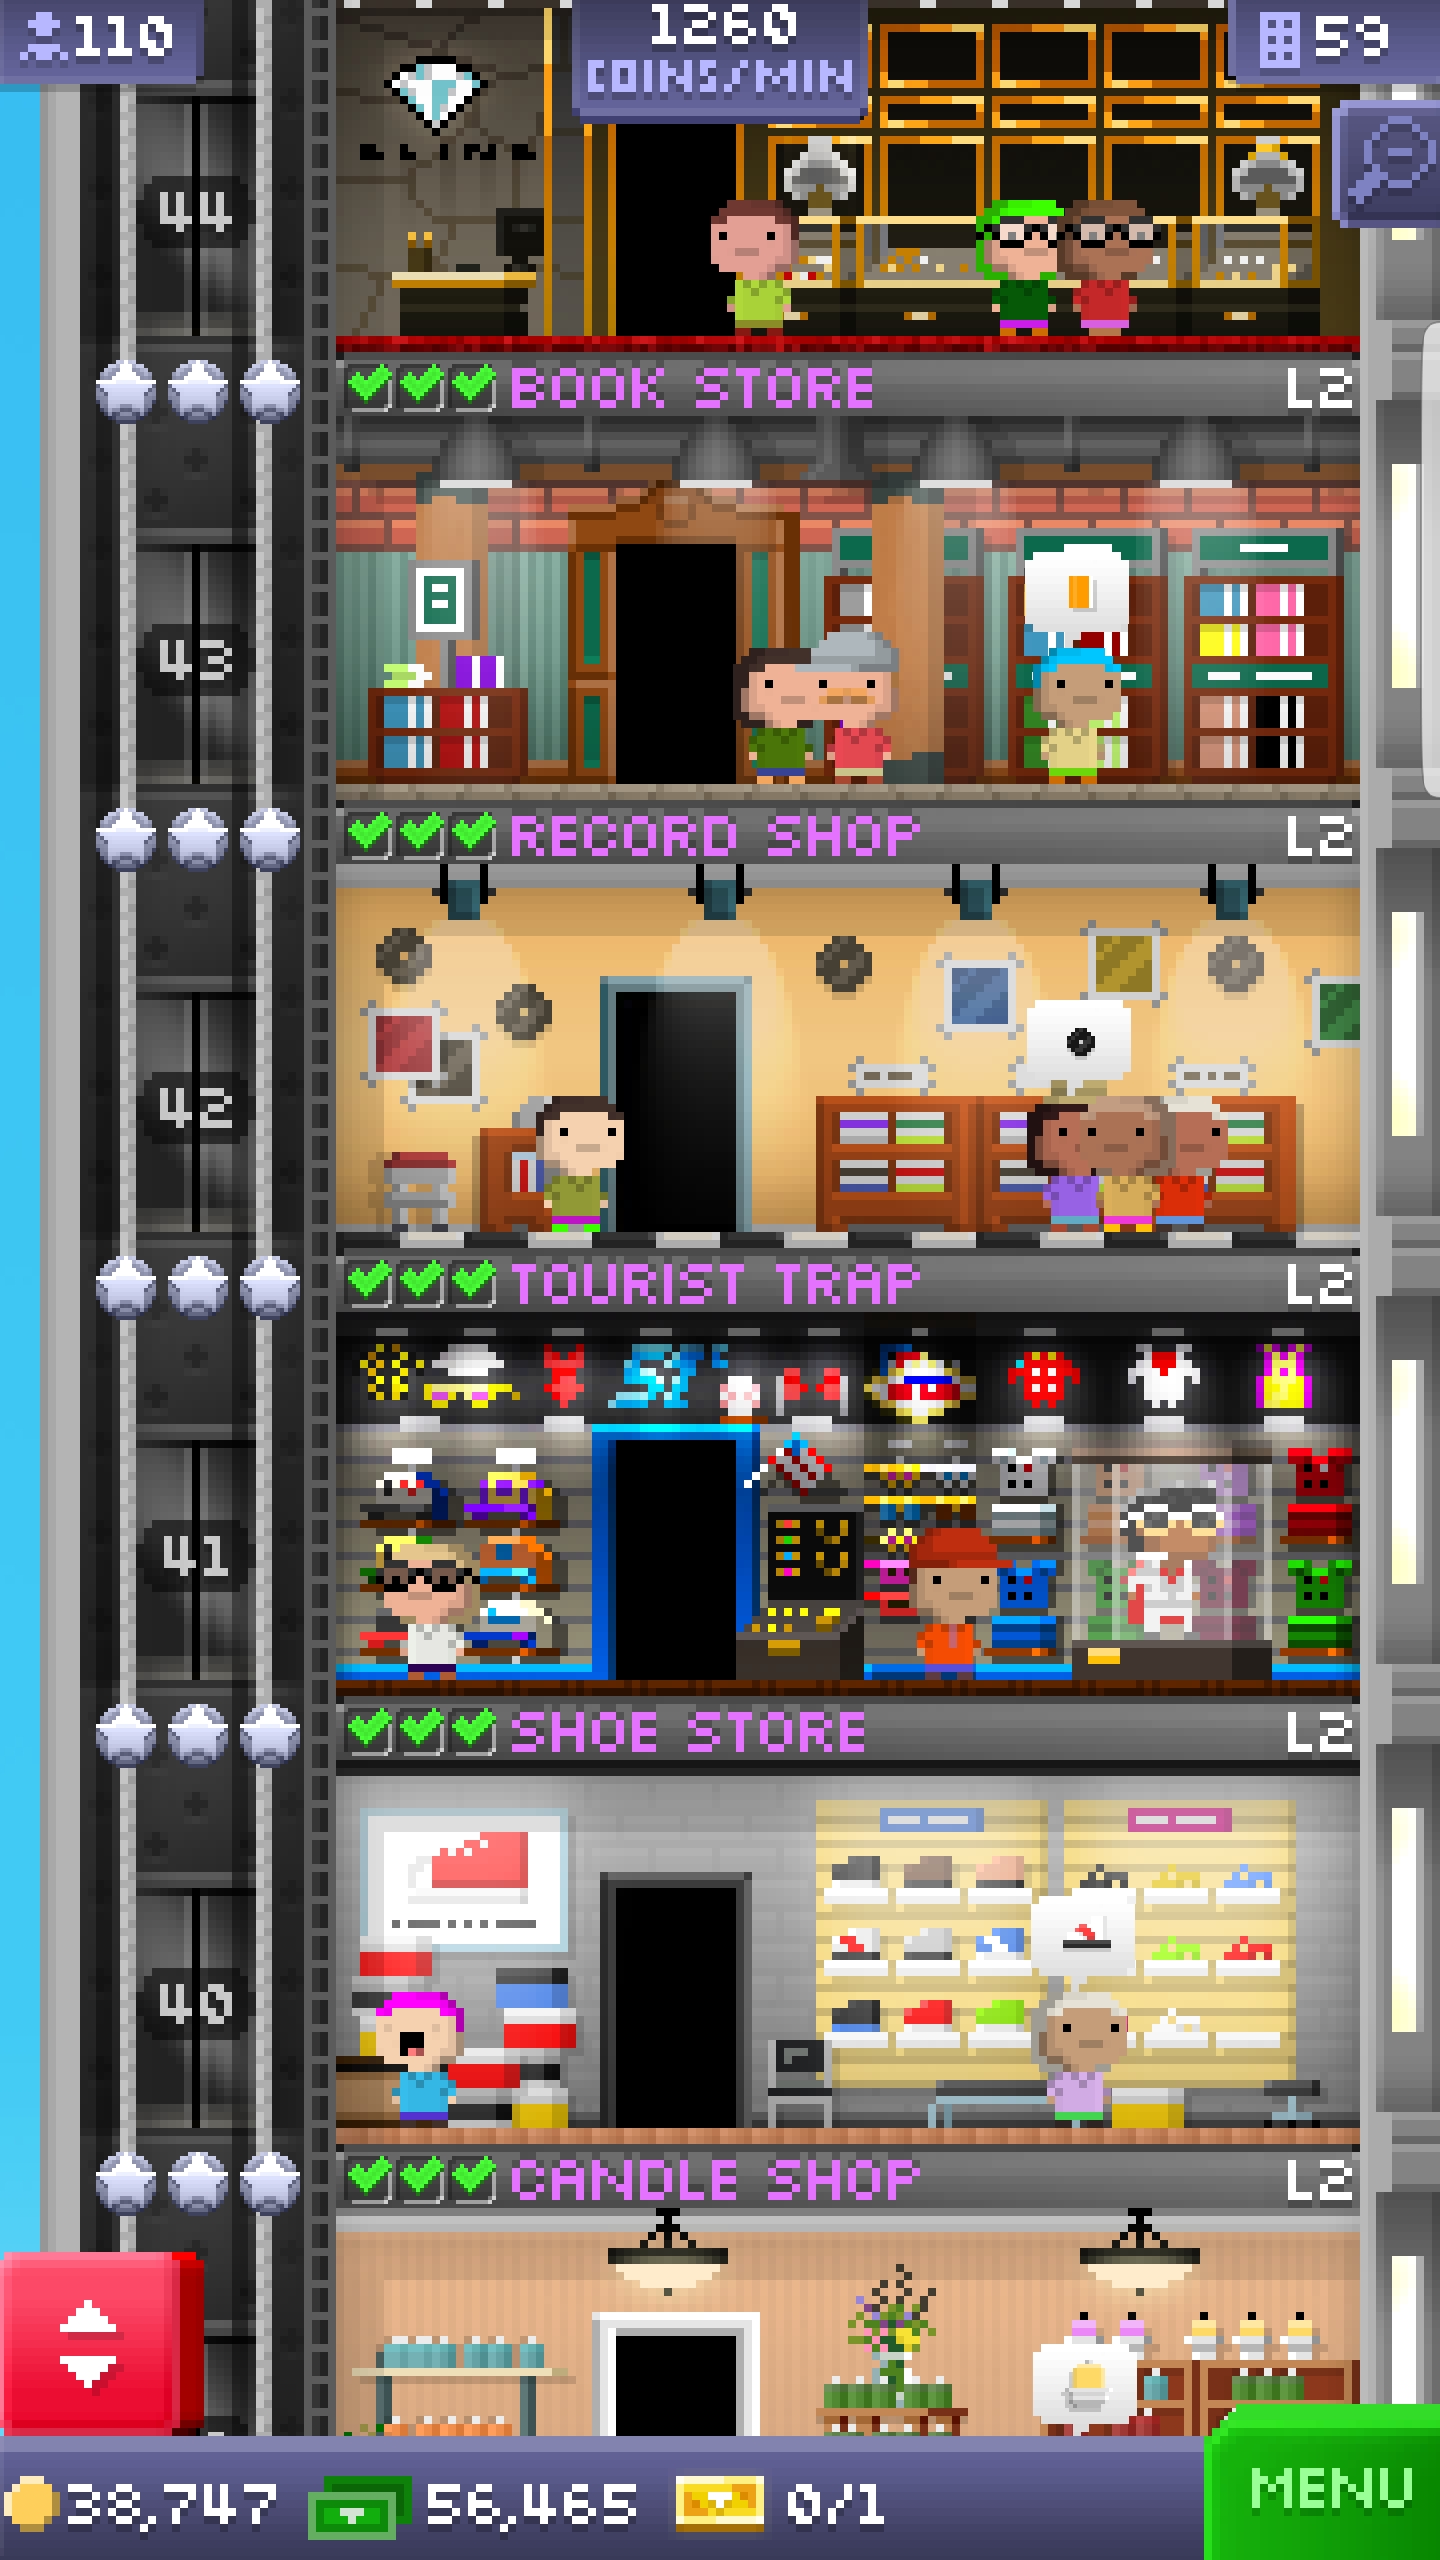 110
1260
COINS/MIN
59
BLING
44
BOOK STORE L2
43
RECORD SHOP L2
42
TOURIST TRAP L2
41
SHOE STORE L2
40
CANDLE SHOP L2
38,747 56,465 0/1
MENU